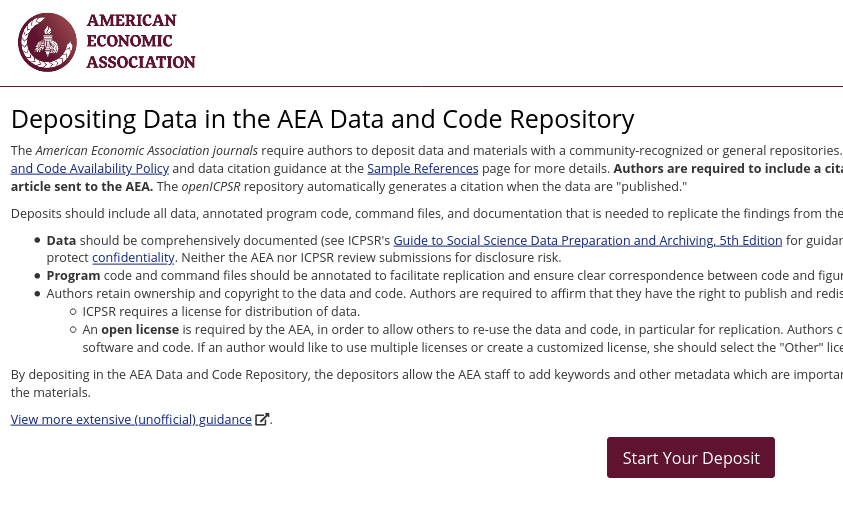 AMERICAN
ECONOMIC
ASSOCIATION
Depositing Data in the AEA Data and Code Repository
The American Economic Association journals require authors to deposit data and materials with a community-recognized or general repositories.
and Code Availability Policy and data citation guidance at the Sample References page for more details. Authors are required to include a
article sent to the AEA. The openICPSR repository automatically generates a citation when the data are "published."
Deposits should include all data, annotated program code, command files, and documentation that is needed to replicate the findings from the
• Data should be comprehensively documented (see ICPSR's Guide to Social Science Data Preparation and Archiving, 5th Edition for
protect confidentiality. Neither the AEA nor ICPSR review submissions for disclosure risk.
• Program code and command files should be annotated to facilitate replication and ensure clear correspondence between code and
• Authors retain ownership and copyright to the data and code. Authors are required to affirm that they have the right to publish and
○ ICPSR requires a license for distribution of data.
○ An open license is required by the AEA, in order to allow others to re-use the data and code, in particular for replication. Authors
software and code. If an author would like to use multiple licenses or create a customized license, she should select the "Other"
By depositing in the AEA Data and Code Repository, the depositors allow the AEA staff to add keywords and other metadata which are
the materials.
View more extensive (unofficial) guidance.
Start Your Deposit